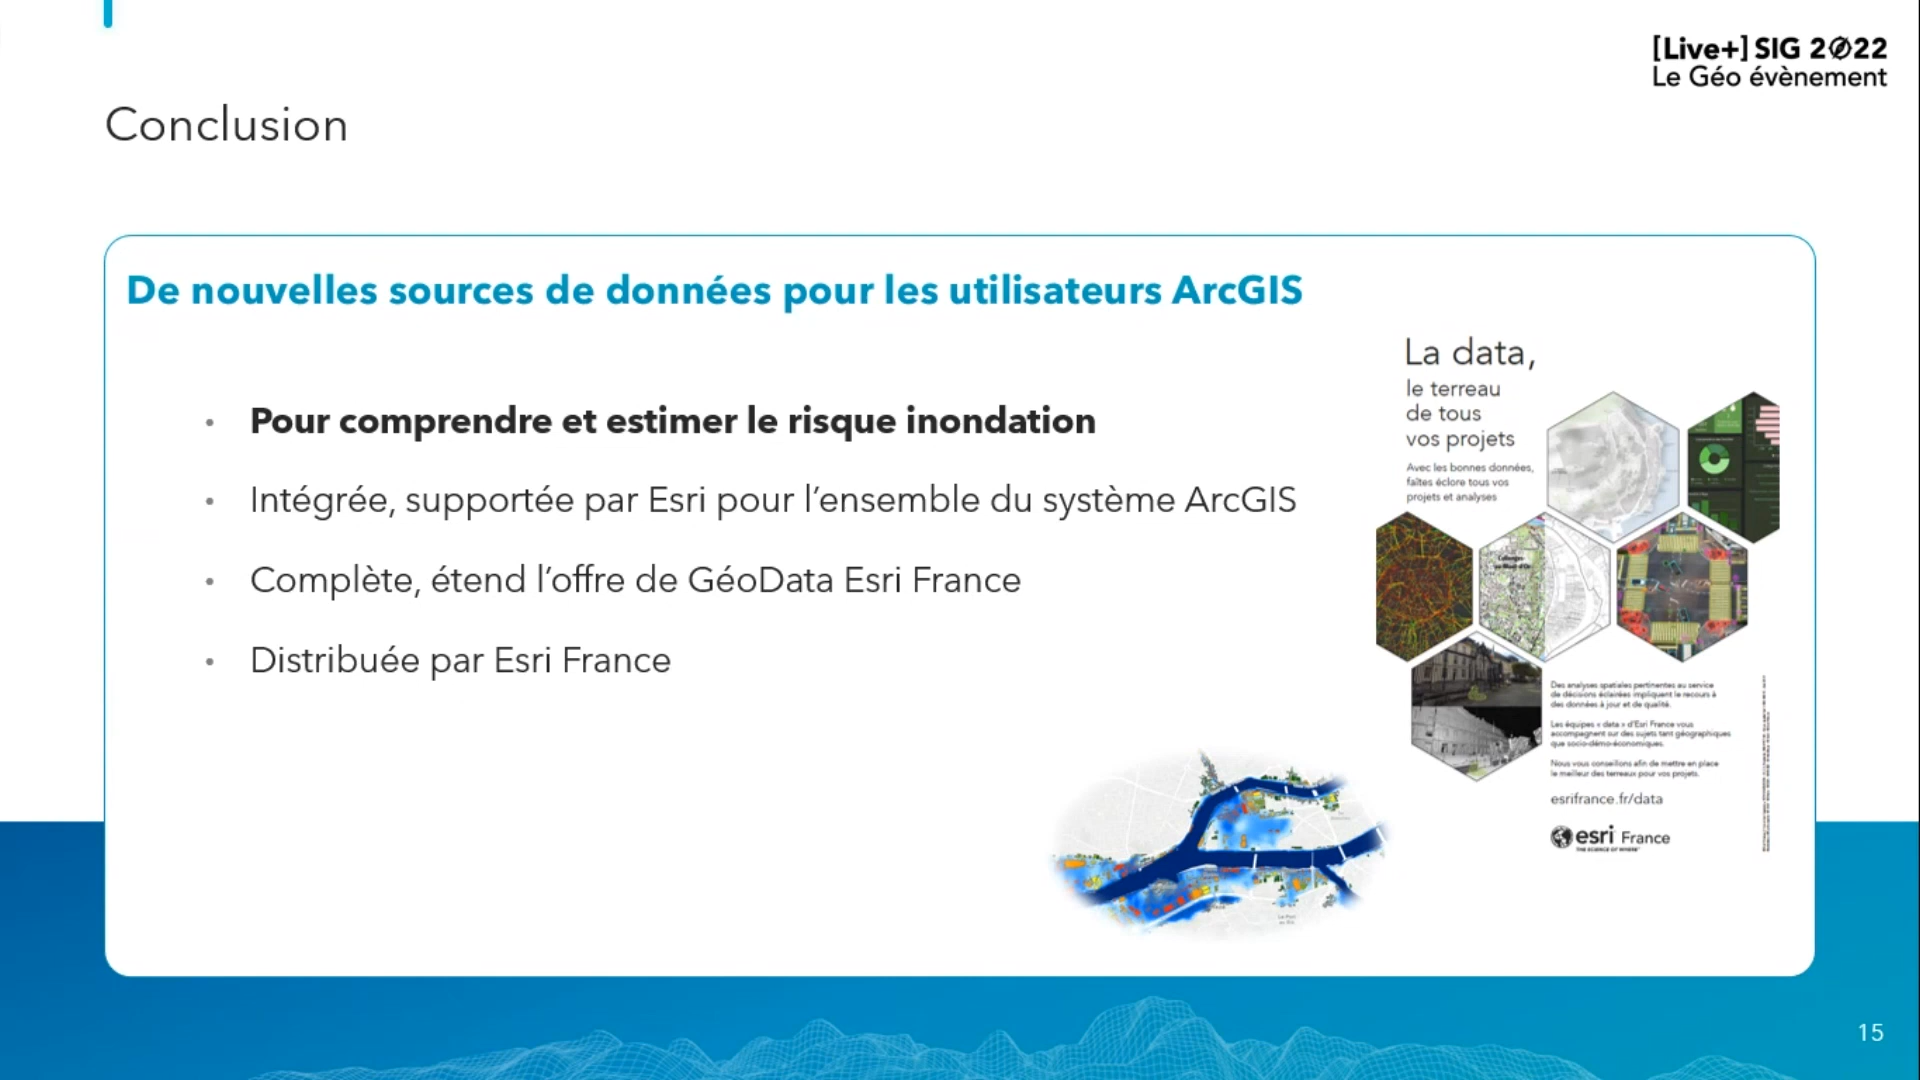 [Live+] SIG 2022
Le Géo évènement
Conclusion
De nouvelles sources de données pour les utilisateurs ArcGIS
• Pour comprendre et estimer le risque inondation
• Intégrée, supportée par Esri pour l’ensemble du système ArcGIS
• Complète, étend l’offre de GéoData Esri France
• Distribuée par Esri France
La data,
le terreau
de tous
vos projets
Avec les bonnes données,
faîtes éclore tous vos
projets et analyses
Des analyses spatiales pertinentes au service
de décisions éclairées impliquent le recours à
des données à jour et de qualité.
Les équipes « data » d’Esri France vous
accompagnent sur des sujets tant géographiques
que socio-démo-économiques.
Nous vous conseillons afin de mettre en place
le meilleur des terreaux pour vos projets.
esrifrance.fr/data
esri France
THE SCIENCE OF WHERE
15